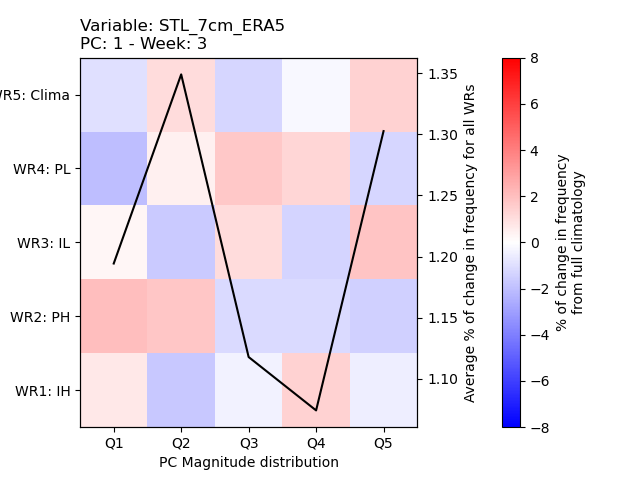 Variable: STL_7cm_ERA5
PC: 1 - Week: 3
WR5: Clima
WR4: PL
WR3: IL
WR2: PH
WR1: IH
Q1 Q2 Q3 Q4 Q5
PC Magnitude distribution
1.35
1.30
1.25
1.20
1.15
1.10
Average % of change in frequency for all WRs
8
6
4
2
0
−2
−4
−6
−8
% of change in frequency
from full climatology